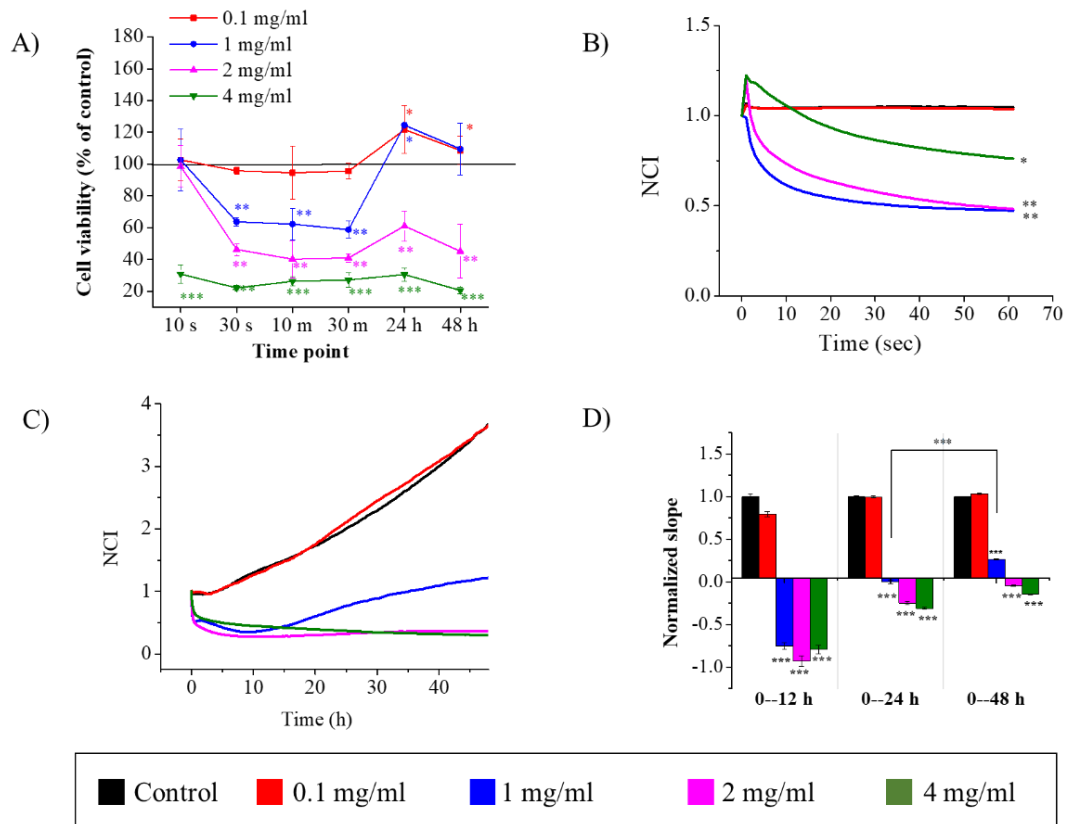 A)
0.1 mg/ml
1 mg/ml
2 mg/ml
4 mg/ml
Cell viability (% of control)
180
160
140
120
100
80
60
40
20
*
*
*
**
**
**
**
**
**
**
**
***
**
***
***
***
***
10 s 30 s 10 m 30 m 24 h 48 h
Time point
B)
NCI
1.5
1.0
0.5
0.0
*
**
**
0 10 20 30 40 50 60 70
Time (sec)
C)
NCI
4
3
2
1
0
0 10 20 30 40
Time (h)
D)
Normalized slope
1.0
0.5
0.0
-0.5
-1.0
***
***
*** *** ***
*** *** ***
*** ***
0--12 h 0--24 h 0--48 h
Control 0.1 mg/ml 1 mg/ml 2 mg/ml 4 mg/ml